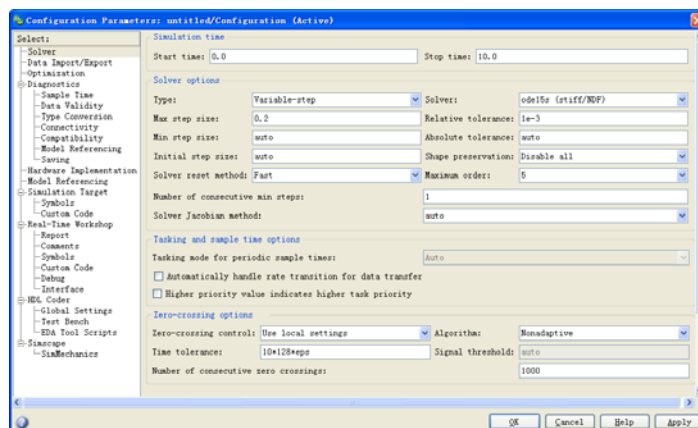 Configuration Parameters: untitled/Configuration (Active)
Select:
Solver
Data Import/Export
Optimization
Diagnostics
Sample Time
Data Validity
Type Conversion
Connectivity
Compatibility
Model Referencing
Saving
Hardware Implementation
Model Referencing
Simulation Target
Symbols
Custom Code
Real-Time Workshop
Report
Comments
Symbols
Custom Code
Debug
Interface
HDL Coder
Global Settings
Test Bench
EDA Tool Scripts
Simscape
SimMechanics
Simulation time
Start time: 0.0 Stop time: 10.0
Solver options
Type: Variable-step Solver: ode15s (stiff/NDF)
Max step size: 0.2 Relative tolerance: 1e-3
Min step size: auto Absolute tolerance: auto
Initial step size: auto Shape preservation: Disable all
Solver reset method: Fast Maximum order: 5
Number of consecutive min steps: 1
Solver Jacobian method: auto
Tasking and sample time options
Tasking mode for periodic sample times: Auto
Automatically handle rate transition for data transfer
Higher priority value indicates higher task priority
Zero-crossing options
Zero-crossing control: Use local settings Algorithm: Nonadaptive
Time tolerance: 10*128*eps Signal threshold: auto
Number of consecutive zero crossings: 1000
OK Cancel Help Apply